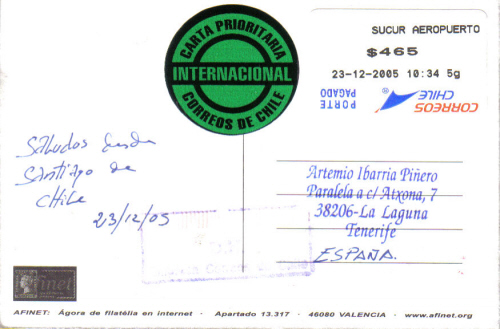 CARTA PRIORITARIA
INTERNACIONAL
CORREOS DE CHILE
SUCUR AEROPUERTO
$465
23-12-2005 10:34 5g
PORTE
PAGADO
CORREOS
CHILE
Saludos desde
Santiago de
CHile
23/12/05
Artemio Ibarria Piñero
Paralela a c/ Atxona, 7
38206-La Laguna
Tenerife
ESPAÑA.
afinet
AFINET: Ágora de filatélia en internet - Apartado 13.317 - 46080 VALENCIA - www.afinet.org